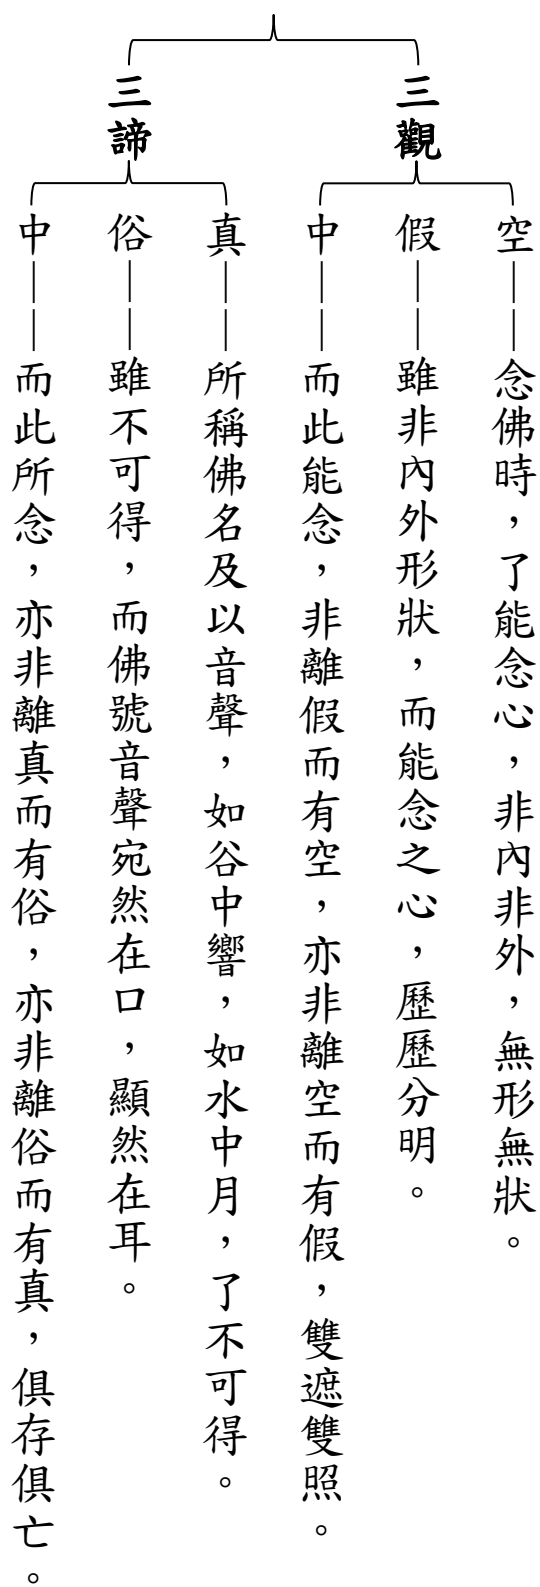 三觀
空──念佛時，了能念心，非內非外，無形無狀。
假──雖非內外形狀，而能念之心，歷歷分明。
中──而此能念，非離假而有空，亦非離空而有假，雙遮雙照。
三諦
真──所稱佛名及以音聲，如谷中響，如水中月，了不可得。
俗──雖不可得，而佛號音聲宛然在口，顯然在耳。
中──而此所念，亦非離真而有俗，亦非離俗而有真，俱存俱亡。